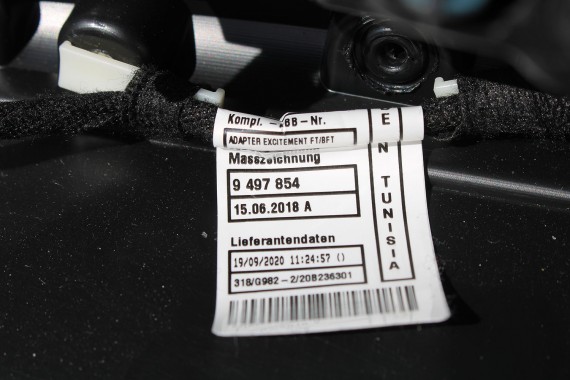 Kompl. BB-Nr.
ADAPTER EXCITEMENT FT/BFT
Masszeichnung
9 497 854
15.06.2018 A
Lieferantendaten
19/09/2020 11:24:57 ()
318/G982-2/20B236301
E N TUNISIA